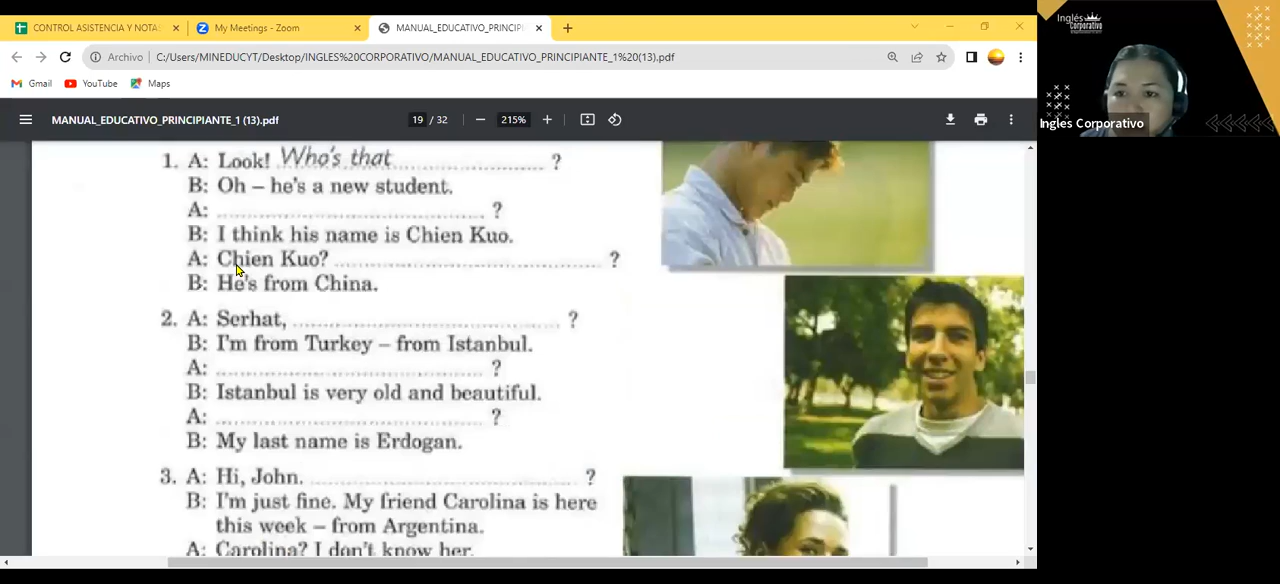 CONTROL ASISTENCIA Y NOTAS
My Meetings - Zoom
MANUAL_EDUCATIVO_PRINCIPI
Archivo
C:/Users/MINEDUCYT/Desktop/INGLES%20CORPORATIVO/MANUAL_EDUCATIVO_PRINCIPIANTE_1%20(13).pdf
Gmail
YouTube
Maps
MANUAL_EDUCATIVO_PRINCIPIANTE_1 (13).pdf
19 / 32
215%
1. A: Look! Who's that ?
B: Oh – he's a new student.
A: ?
B: I think his name is Chien Kuo.
A: Chien Kuo? ?
B: He's from China.
2. A: Serhat, ?
B: I'm from Turkey – from Istanbul.
A: ?
B: Istanbul is very old and beautiful.
A: ?
B: My last name is Erdogan.
3. A: Hi, John. ?
B: I'm just fine. My friend Carolina is here
this week – from Argentina.
A: Carolina? I don't know her.
Inglés
Corporativo
Ingles Corporativo